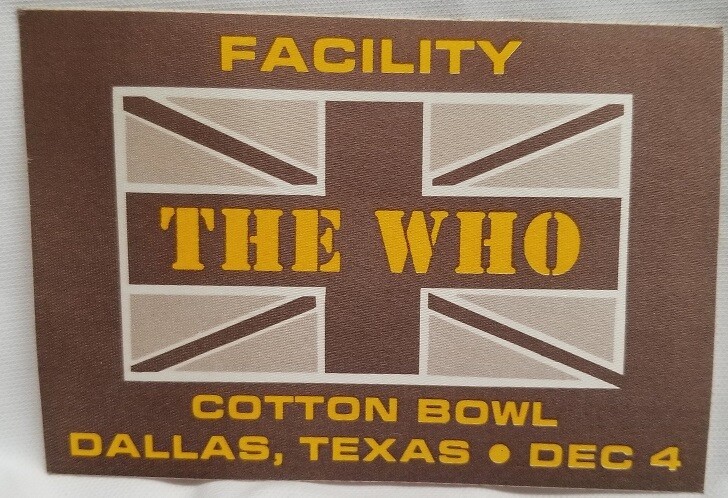 FACILITY
THE WHO
COTTON BOWL
DALLAS, TEXAS • DEC 4